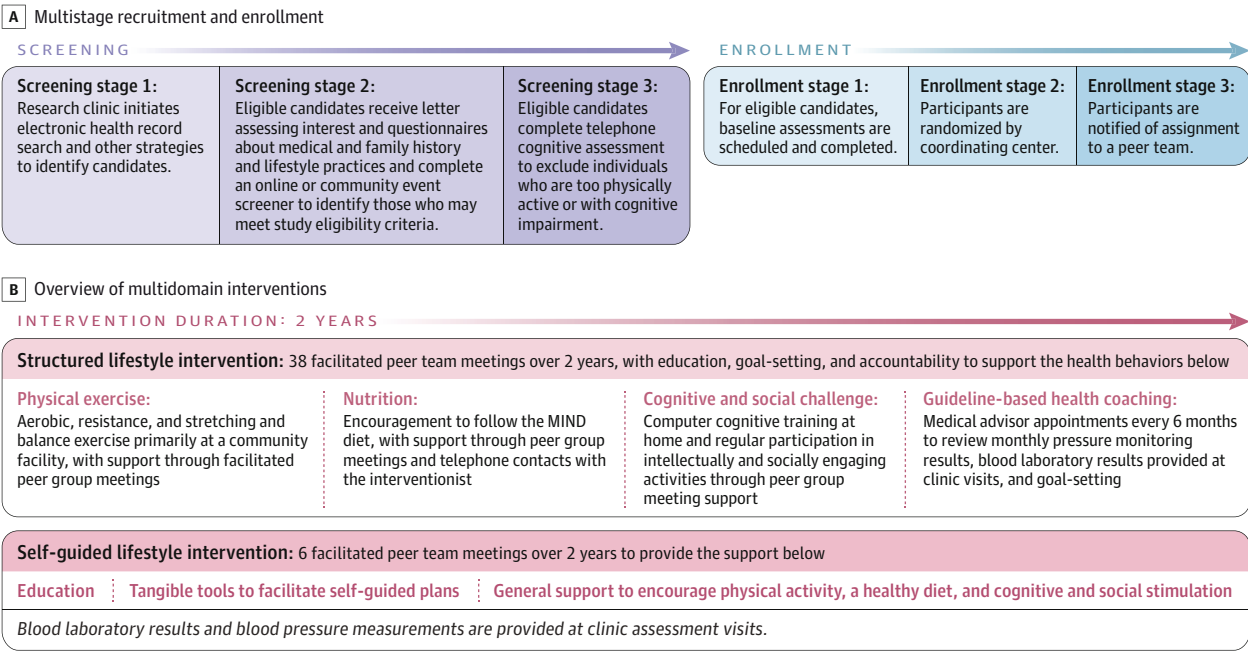 A Multistage recruitment and enrollment
SCREENING
ENROLLMENT
Screening stage 1:
Research clinic initiates
electronic health record
search and other strategies
to identify candidates.
Screening stage 2:
Eligible candidates receive letter
assessing interest and questionnaires
about medical and family history
and lifestyle practices and complete
an online or community event
screener to identify those who may
meet study eligibility criteria.
Screening stage 3:
Eligible candidates
complete telephone
cognitive assessment
to exclude individuals
who are too physically
active or with cognitive
impairment.
Enrollment stage 1:
For eligible candidates,
baseline assessments are
scheduled and completed.
Enrollment stage 2:
Participants are
randomized by
coordinating center.
Enrollment stage 3:
Participants are
notified of assignment
to a peer team.
B Overview of multidomain interventions
INTERVENTION DURATION: 2 YEARS
Structured lifestyle intervention: 38 facilitated peer team meetings over 2 years, with education, goal-setting, and accountability to support the health behaviors below
Physical exercise:
Aerobic, resistance, and stretching and
balance exercise primarily at a community
facility, with support through facilitated
peer group meetings
Nutrition:
Encouragement to follow the MIND
diet, with support through peer group
meetings and telephone contacts with
the interventionist
Cognitive and social challenge:
Computer cognitive training at
home and regular participation in
intellectually and socially engaging
activities through peer group
meeting support
Guideline-based health coaching:
Medical advisor appointments every 6 months
to review monthly pressure monitoring
results, blood laboratory results provided at
clinic visits, and goal-setting
Self-guided lifestyle intervention: 6 facilitated peer team meetings over 2 years to provide the support below
Education
Tangible tools to facilitate self-guided plans
General support to encourage physical activity, a healthy diet, and cognitive and social stimulation
Blood laboratory results and blood pressure measurements are provided at clinic assessment visits.